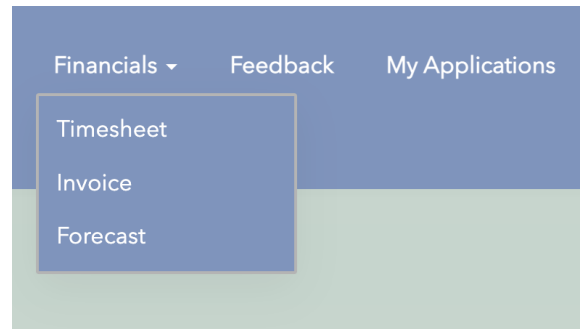 Financials Feedback My Applications
Timesheet
Invoice
Forecast